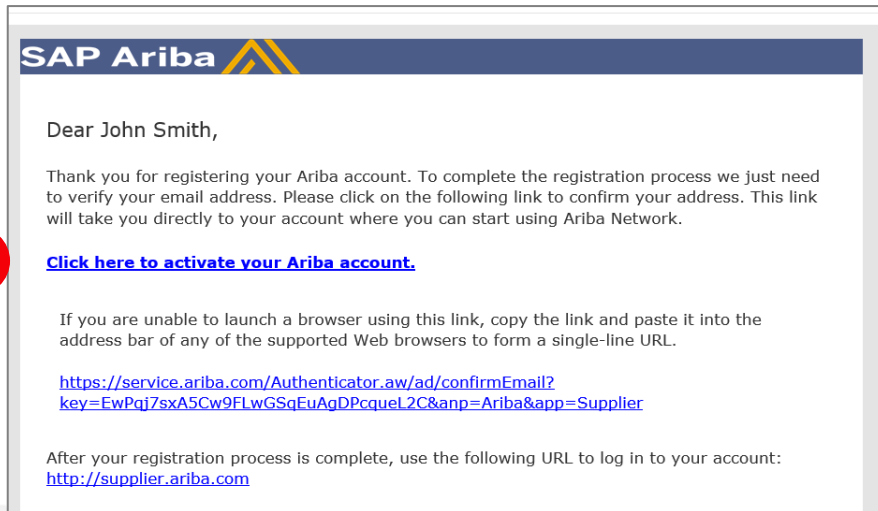 SAP Ariba
Dear John Smith,
Thank you for registering your Ariba account. To complete the registration process we just need
to verify your email address. Please click on the following link to confirm your address. This link
will take you directly to your account where you can start using Ariba Network.
Click here to activate your Ariba account.
If you are unable to launch a browser using this link, copy the link and paste it into the
address bar of any of the supported Web browsers to form a single-line URL.
https://service.ariba.com/Authenticator.aw/ad/confirmEmail?
key=EwPqj7sxA5Cw9FLwGSqEuAgDPcqueL2C&anp=Ariba&app=Supplier
After your registration process is complete, use the following URL to log in to your account:
http://supplier.ariba.com